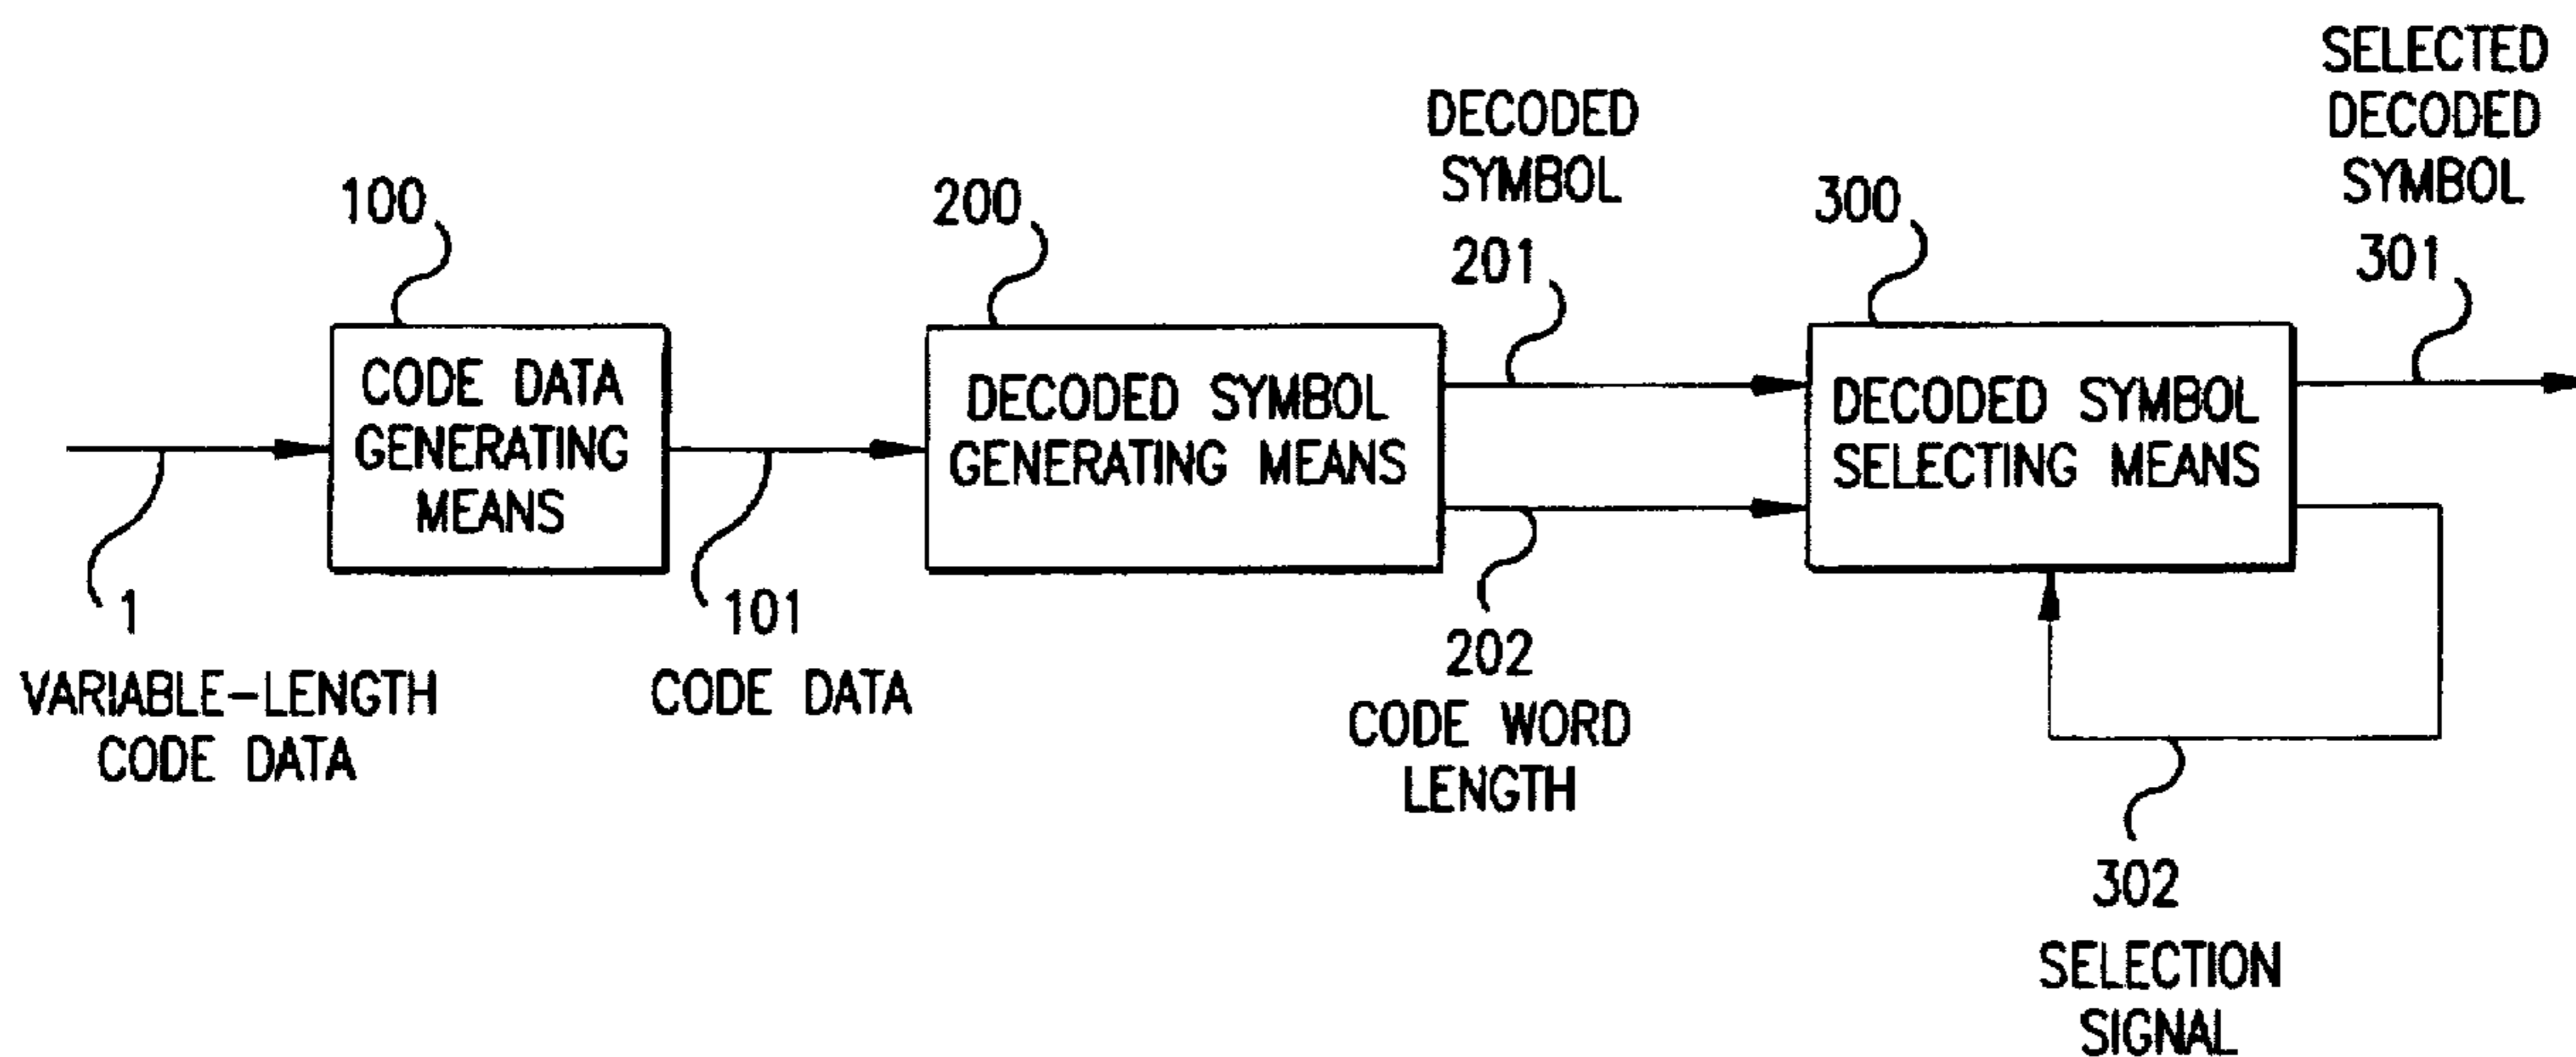 SELECTED
DECODED
SYMBOL
301
DECODED
SYMBOL
201
100
200
300
CODE DATA
GENERATING
MEANS
DECODED SYMBOL
GENERATING MEANS
DECODED SYMBOL
SELECTING MEANS
1
VARIABLE-LENGTH
CODE DATA
101
CODE DATA
202
CODE WORD
LENGTH
302
SELECTION
SIGNAL